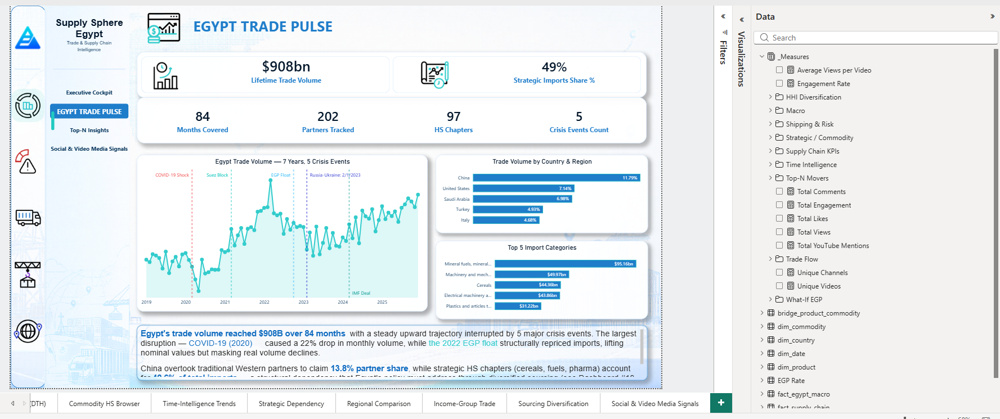 Supply Sphere
Egypt
Trade & Supply Chain
Intelligence
Executive Cockpit
EGYPT TRADE PULSE
Top-N Insights
Social & Video Media Signals
EGYPT TRADE PULSE
$908bn
Lifetime Trade Volume
49%
Strategic Imports Share %
84
Months Covered
202
Partners Tracked
97
HS Chapters
5
Crisis Events Count
Egypt Trade Volume — 7 Years, 5 Crisis Events
COVID-19 Shock
Suez Block
EGP Float
Russia-Ukraine: 2/1/2023
IMF Deal
2019 2020 2021 2022 2023 2024 2025
Trade Volume by Country & Region
China 11.79%
United States 7.14%
Saudi Arabia 6.98%
Turkey 4.93%
Italy 4.68%
Top 5 Import Categories
Mineral fuels, mineral... $95.16bn
Machinery and mech... $49.97bn
Cereals $44.36bn
Electrical machinery a... $43.86bn
Plastics and articles t... $31.22bn
Egypt's trade volume reached $908B over 84 months with a steady upward trajectory interrupted by 5 major crisis events. The largest
disruption — COVID-19 (2020) caused a 22% drop in monthly volume, while the 2022 EGP float structurally repriced imports, lifting
nominal values but masking real volume declines.
China overtook traditional Western partners to claim 13.8% partner share, while strategic HS chapters (cereals, fuels, pharma) account
Filters
Visualizations
Data
Search
_Measures
Average Views per Video
Engagement Rate
HHI Diversification
Macro
Shipping & Risk
Strategic / Commodity
Supply Chain KPIs
Time Intelligence
Top-N Movers
Total Comments
Total Engagement
Total Likes
Total Views
Total YouTube Mentions
Trade Flow
Unique Channels
Unique Videos
What-If EGP
bridge_product_commodity
dim_commodity
dim_country
dim_date
dim_product
EGP Rate
fact_egypt_macro
fact_supply_chain
DTH)
Commodity HS Browser
Time-Intelligence Trends
Strategic Dependency
Regional Comparison
Income-Group Trade
Sourcing Diversification
Social & Video Media Signals